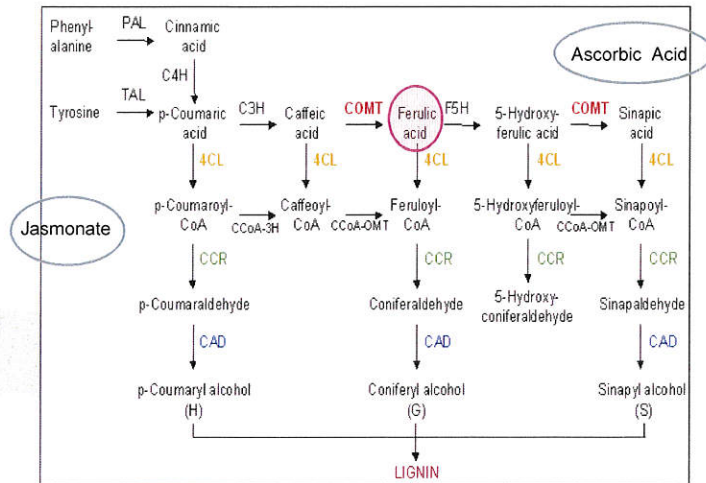 Phenyl-
alanine
PAL
Cinnamic
acid
Ascorbic Acid
C4H
Tyrosine
TAL
p-Coumaric
acid
C3H
Caffeic
acid
COMT
Ferulic
acid
F5H
5-Hydroxy-
ferulic acid
COMT
Sinapic
acid
4CL
4CL
4CL
4CL
4CL
Jasmonate
p-Coumaroyl-
CoA
CCoA-3H
Caffeoyl-
CoA
CCoA-OMT
Feruloyl-
CoA
5-Hydroxyferuloyl-
CoA
CCoA-OMT
Sinapoyl-
CoA
CCR
CCR
CCR
CCR
p-Coumaraldehyde
Coniferaldehyde
5-Hydroxy-
coniferaldehyde
Sinapaldehyde
CAD
CAD
CAD
p-Coumaryl alcohol
(H)
Coniferyl alcohol
(G)
Sinapyl alcohol
(S)
LIGNIN